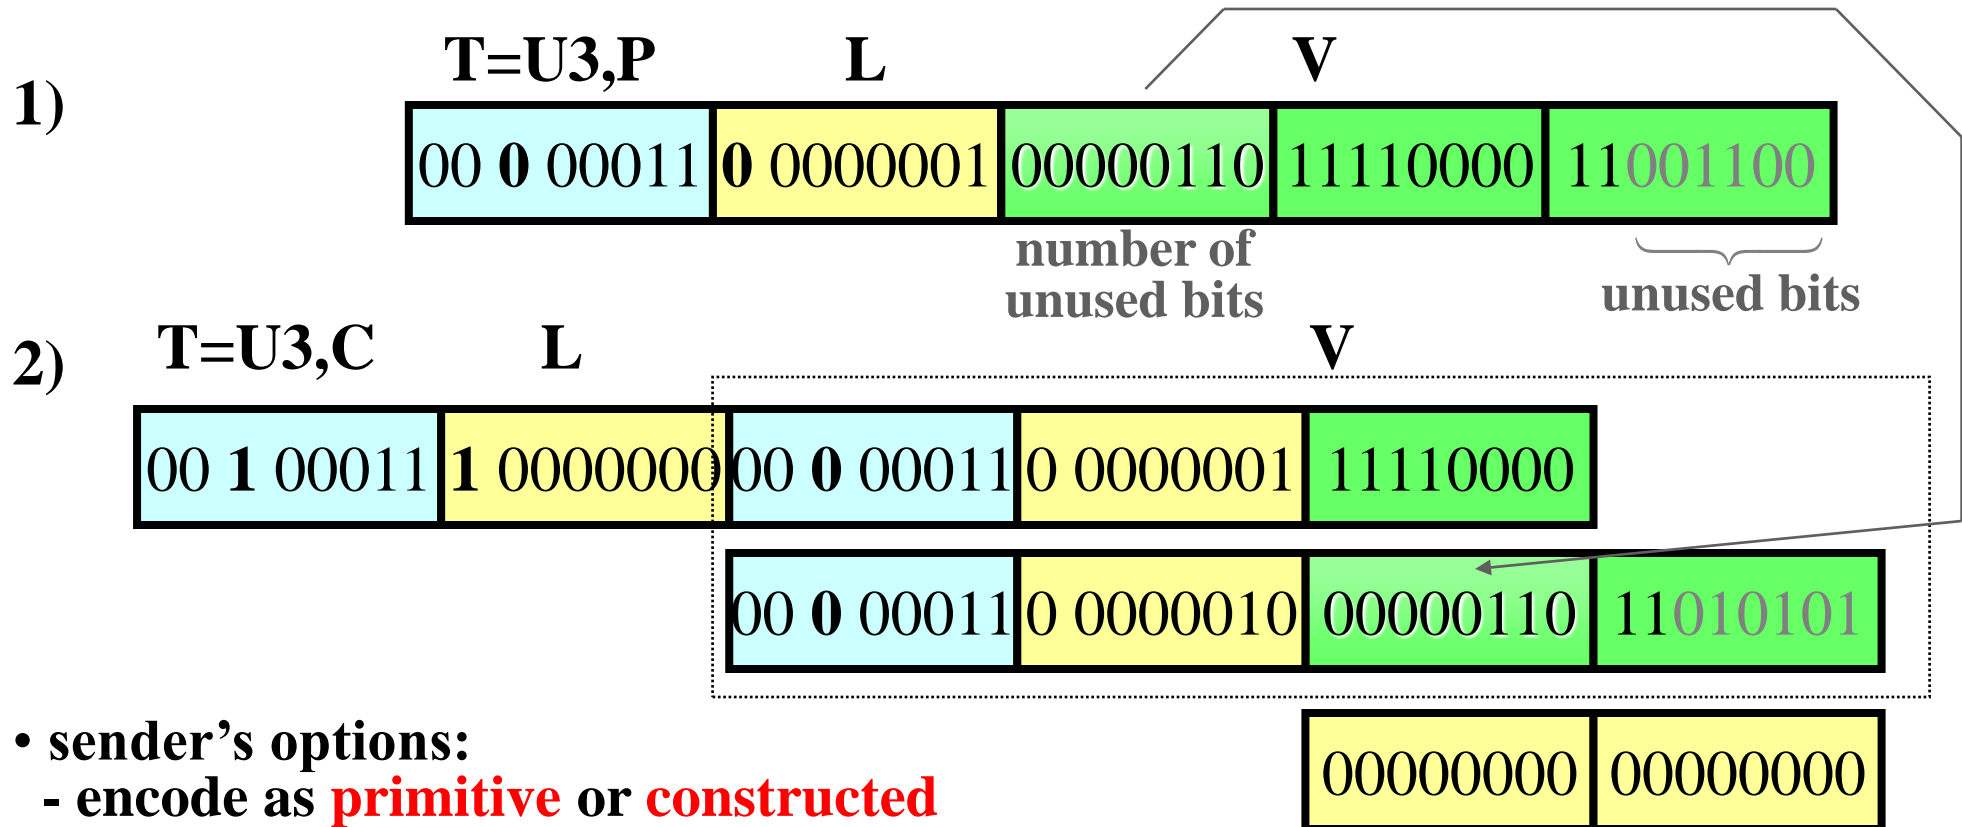 T=U3,P L V
1)
00 0 00011 0 0000001 00000110 11110000 11001100
number of
unused bits
unused bits
T=U3,C L V
2)
00 1 00011 1 0000000 00 0 00011 0 0000001 11110000
00 0 00011 0 0000010 00000110 11010101
• sender’s options:
00000000 00000000
- encode as primitive or constructed